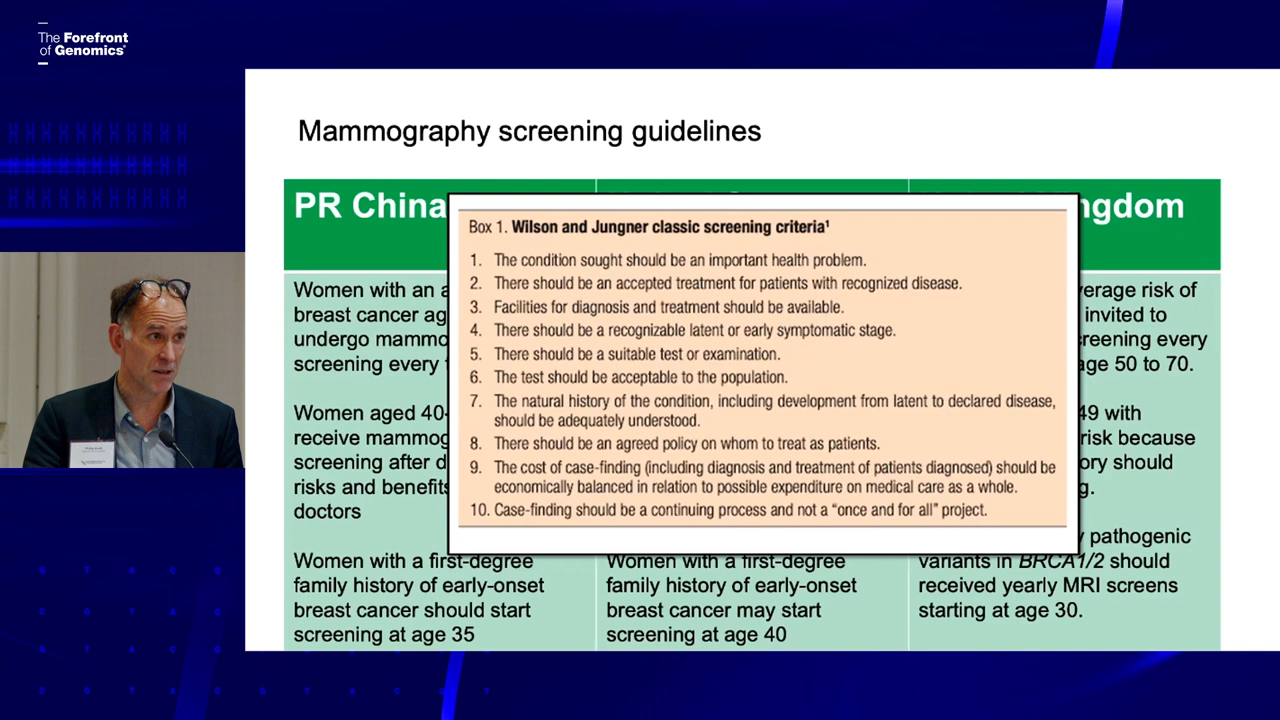 The Forefront
of Genomics®
Mammography screening guidelines
PR China
ngdom
Box 1. Wilson and Jungner classic screening criteria¹
1. The condition sought should be an important health problem.
2. There should be an accepted treatment for patients with recognized disease.
3. Facilities for diagnosis and treatment should be available.
4. There should be a recognizable latent or early symptomatic stage.
5. There should be a suitable test or examination.
6. The test should be acceptable to the population.
7. The natural history of the condition, including development from latent to declared disease,
should be adequately understood.
8. There should be an agreed policy on whom to treat as patients.
9. The cost of case-finding (including diagnosis and treatment of patients diagnosed) should be
economically balanced in relation to possible expenditure on medical care as a whole.
10. Case-finding should be a continuing process and not a “once and for all” project.
Women with an a
breast cancer ag
undergo mammo
screening every
Women aged 40-
receive mammog
screening after d
risks and benefits
doctors
Women with a first-degree
family history of early-onset
breast cancer should start
screening at age 35
Women with a first-degree
family history of early-onset
breast cancer may start
screening at age 40
verage risk of
invited to
creening every
age 50 to 70.
49 with
risk because
ory should
g.
y pathogenic
variants in BRCA1/2 should
received yearly MRI screens
starting at age 30.